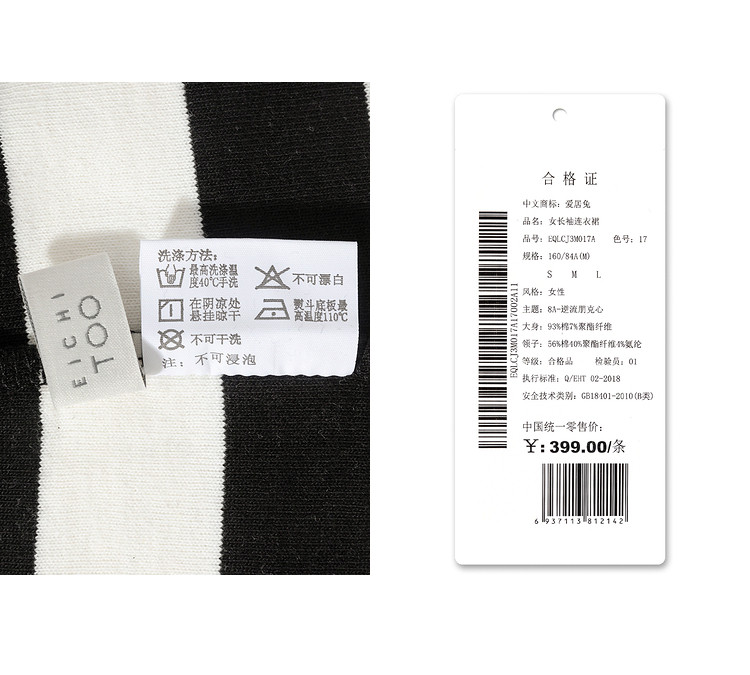 EICHI
TOO
洗涤方法:
最高洗涤温
度40℃手洗
不可漂白
在阴凉处
悬挂晾干
熨斗底板最
高温度110℃
不可干洗
注: 不可浸泡
合格证
中文商标: 爱居兔
品名: 女长袖连衣裙
品号: EQLCJ3M017A 色号: 17
规格: 160/84A(M)
S M L
风格: 女性
主题: 8A-逆流朋克心
大身: 93%棉7%聚酯纤维
领子: 56%棉40%聚酯纤维4%氨纶
等级: 合格品 检验员: 01
执行标准: Q/EHT 02-2018
安全技术类别: GB18401-2010(B类)
EQLCJ3M017A17002A11
中国统一零售价:
¥: 399.00/条
6 937113 812142